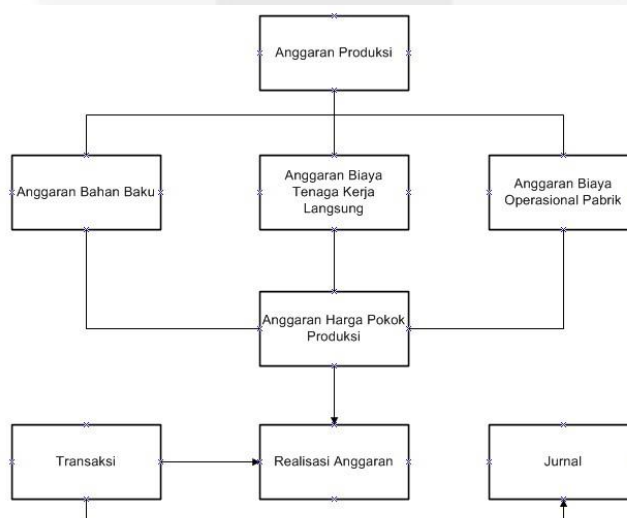 Anggaran Produksi
Anggaran Bahan Baku
Anggaran Biaya
Tenaga Kerja
Langsung
Anggaran Biaya
Operasional Pabrik
Anggaran Harga Pokok
Produksi
Transaksi
Realisasi Anggaran
Jurnal